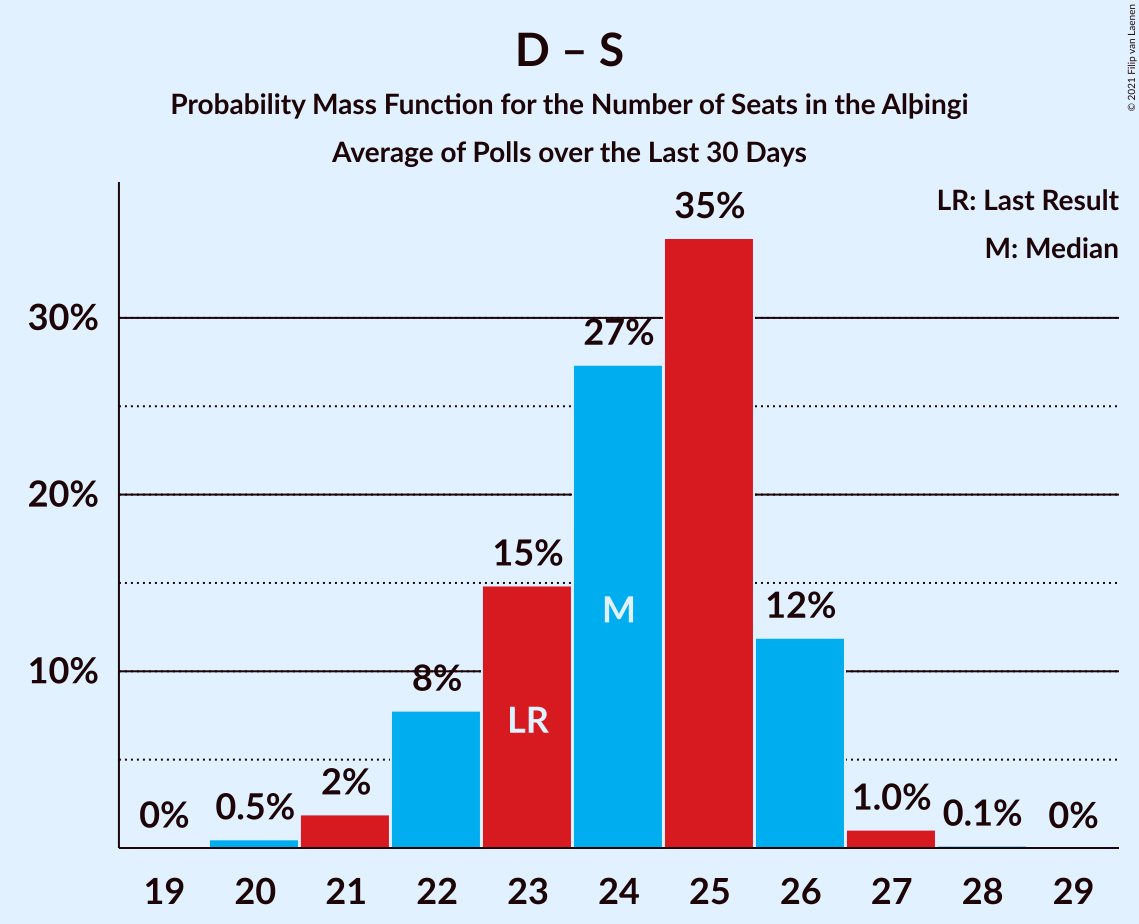 D – S
Probability Mass Function for the Number of Seats in the Alþingi
Average of Polls over the Last 30 Days
© 2021 Filip van Laenen
LR: Last Result
M: Median
30%
20%
10%
0%
0.5%
2%
8%
15%
27%
35%
12%
1.0%
0.1%
0%
LR
M
19 20 21 22 23 24 25 26 27 28 29